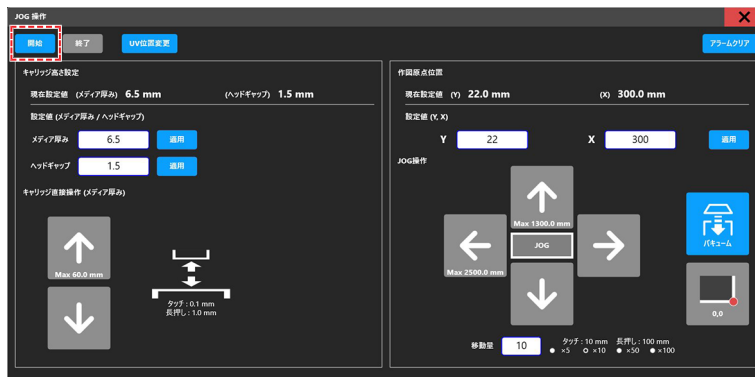 JOG 操作
開始
終了
UV位置変更
アラームクリア
キャリッジ高さ設定
現在設定値 (メディア厚み) 6.5 mm (ヘッドギャップ) 1.5 mm
設定値 (メディア厚み / ヘッドギャップ)
メディア厚み 6.5 適用
ヘッドギャップ 1.5 適用
キャリッジ直接操作 (メディア厚み)
Max 60.0 mm
タッチ : 0.1 mm
長押し : 1.0 mm
作図原点位置
現在設定値 (Y) 22.0 mm (X) 300.0 mm
設定値 (Y, X)
Y 22 X 300 適用
JOG操作
Max 1300.0 mm
JOG
Max 2500.0 mm
バキューム
0,0
移動量 10 タッチ : 10 mm 長押し : 100 mm
×5 ×10 ×50 ×100